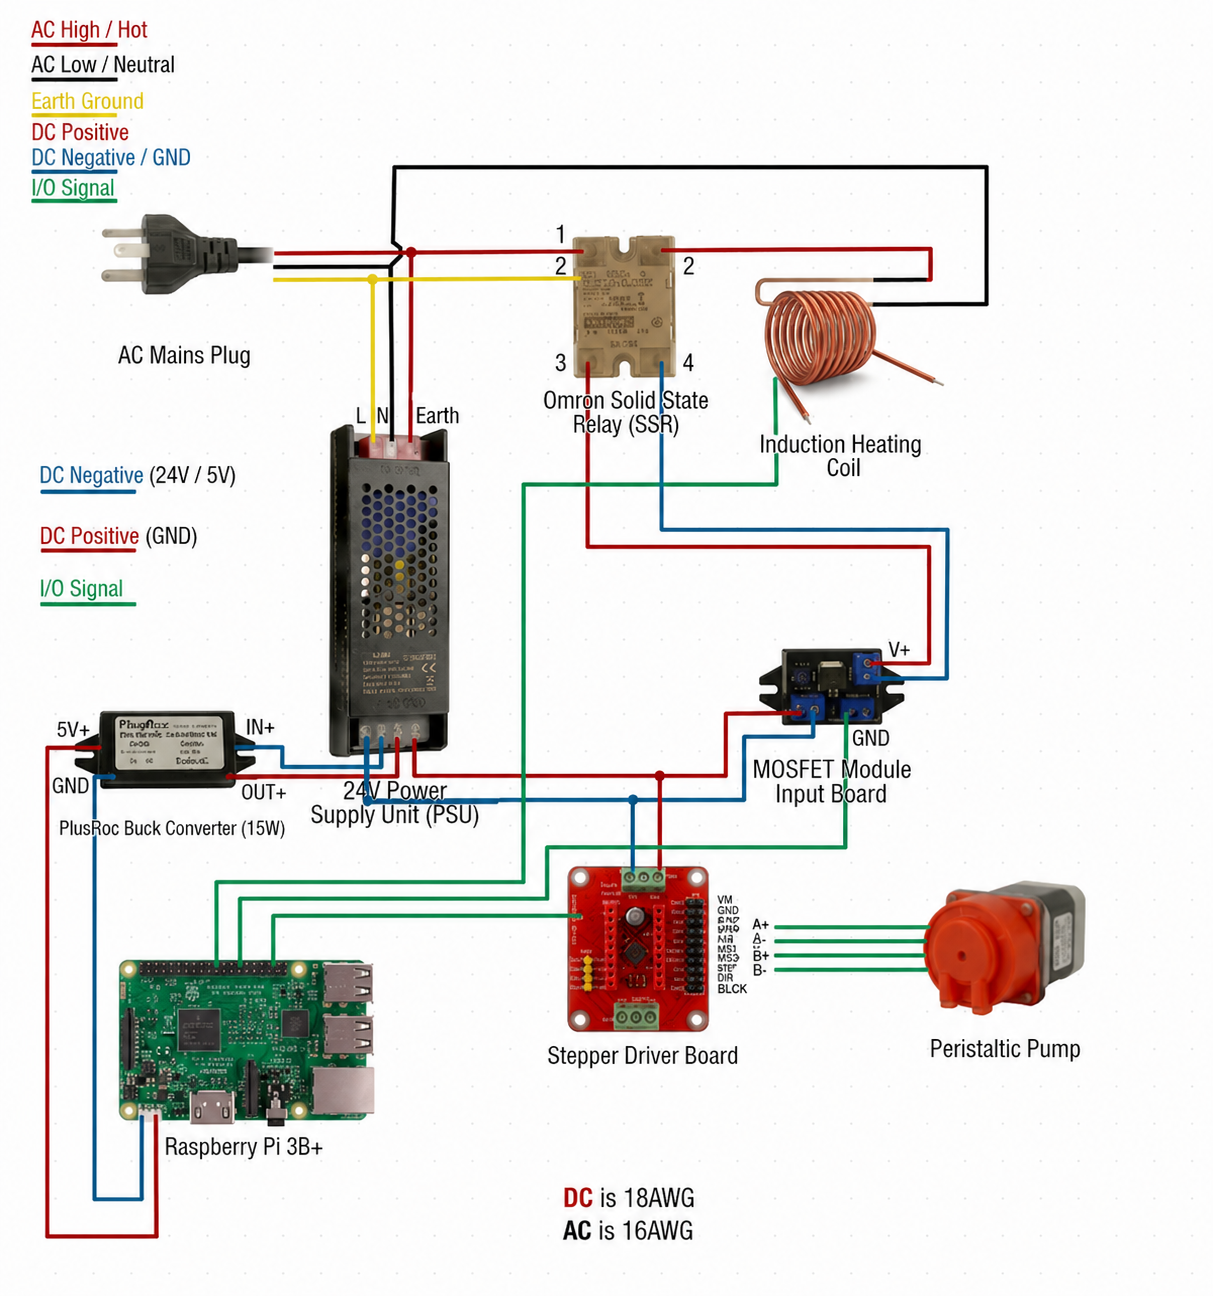 AC High / Hot
AC Low / Neutral
Earth Ground
DC Positive
DC Negative / GND
I/O Signal
AC Mains Plug
1
2
2
3
4
Omron Solid State
Relay (SSR)
Induction Heating
Coil
L N Earth
DC Negative (24V / 5V)
DC Positive (GND)
I/O Signal
V+
GND
MOSFET Module
Input Board
5V+
IN+
GND
OUT+
PlusRoc Buck Converter (15W)
24V Power
Supply Unit (PSU)
VM
GND
MS1
STEP
DIR
BLCK
A+
A-
B+
B-
Stepper Driver Board
Peristaltic Pump
Raspberry Pi 3B+
DC is 18AWG
AC is 16AWG